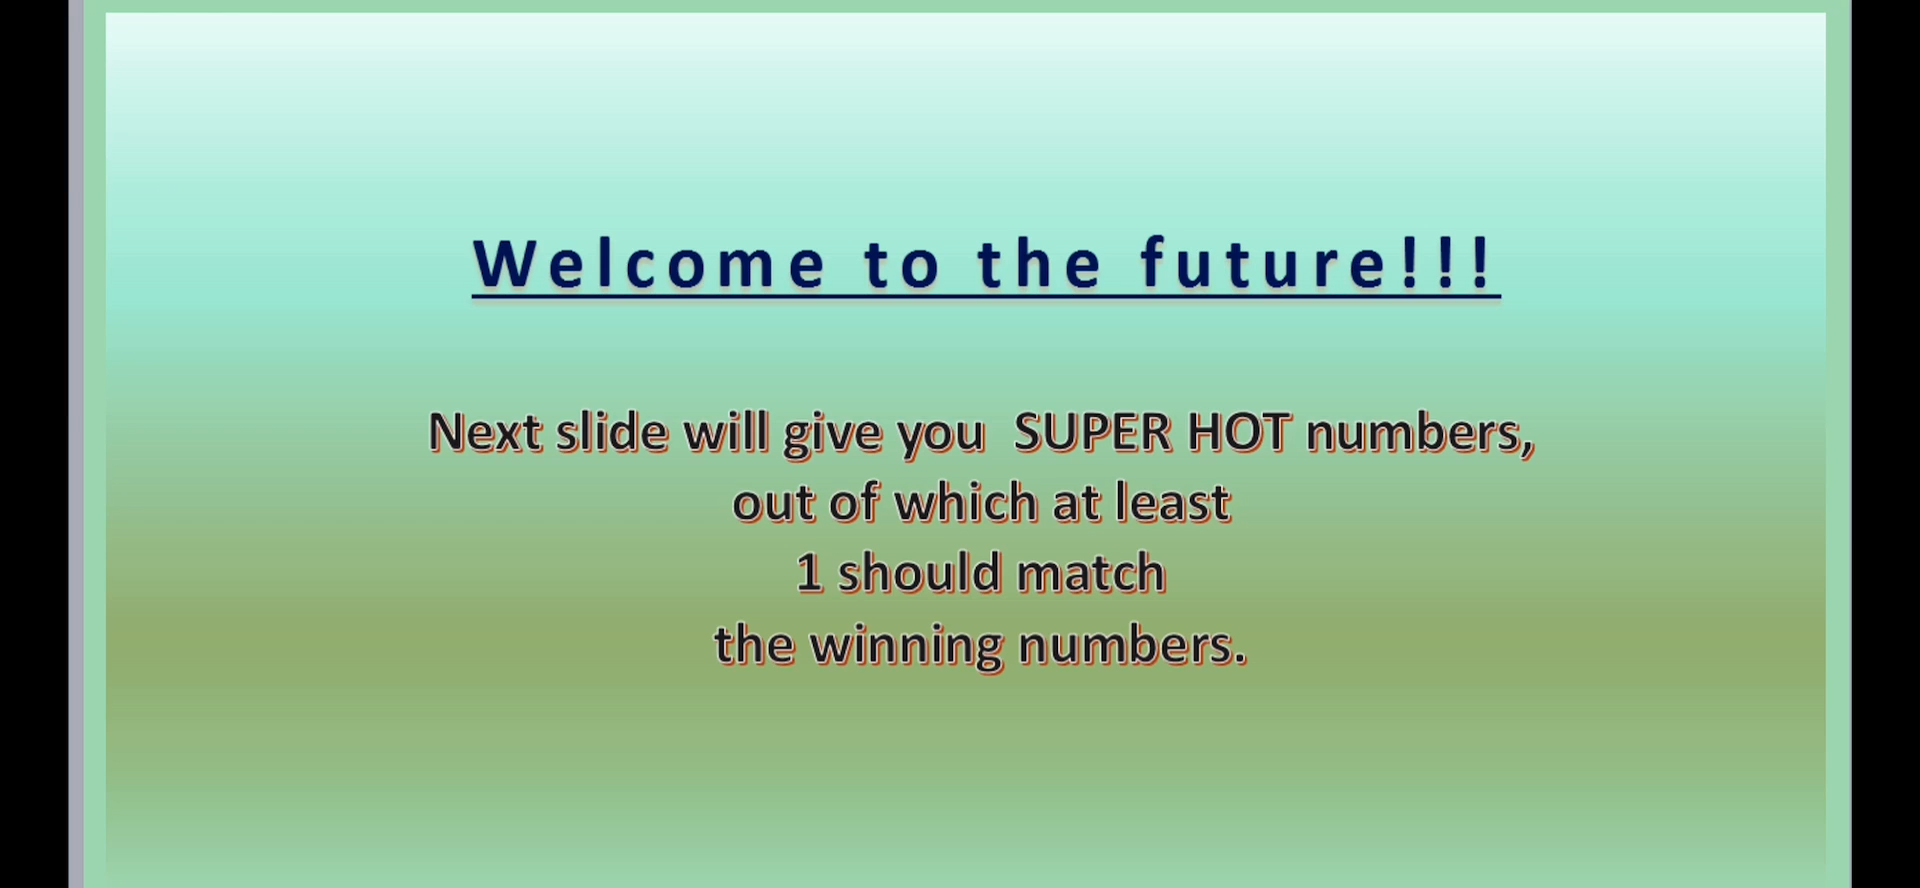 Welcome to the future!!!
Next slide will give you  SUPER HOT numbers,
out of which at least
1 should match
the winning numbers.